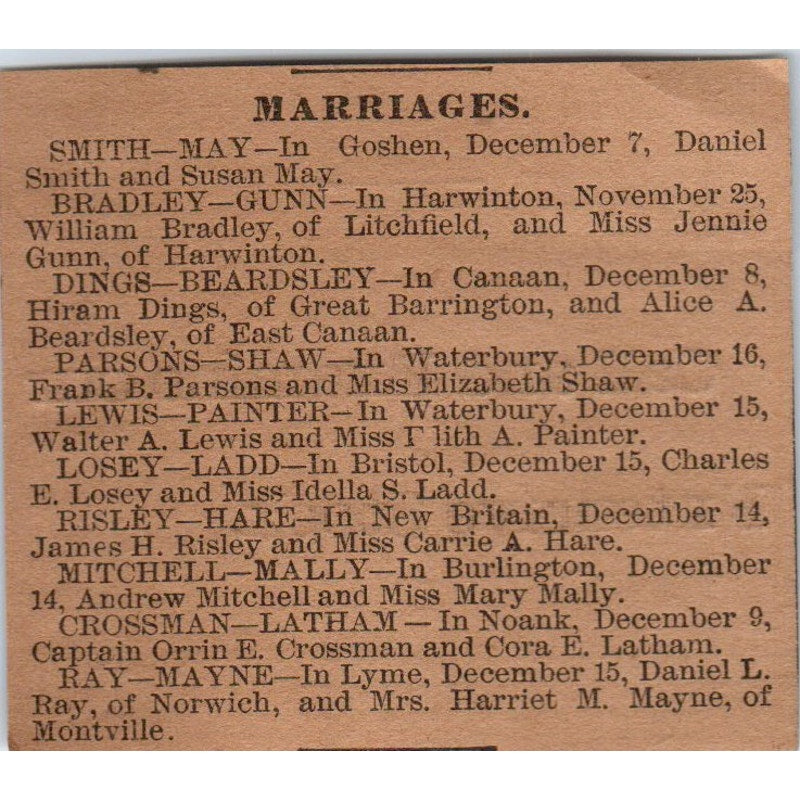 MARRIAGES.
SMITH—MAY—In Goshen, December 7, Daniel
Smith and Susan May.
BRADLEY—GUNN—In Harwinton, November 25,
William Bradley, of Litchfield, and Miss Jennie
Gunn, of Harwinton.
DINGS—BEARDSLEY—In Canaan, December 8,
Hiram Dings, of Great Barrington, and Alice A.
Beardsley, of East Canaan.
PARSONS—SHAW—In Waterbury, December 16,
Frank B. Parsons and Miss Elizabeth Shaw.
LEWIS—PAINTER—In Waterbury, December 15,
Walter A. Lewis and Miss A. Painter.
LOSEY—LADD—In Bristol, December 15, Charles
E. Losey and Miss Idella S. Ladd.
RISLEY—HARE—In New Britain, December 14,
James H. Risley and Miss Carrie A. Hare.
MITCHELL—MALLY—In Burlington, December
14, Andrew Mitchell and Miss Mary Mally.
CROSSMAN—LATHAM—In Noank, December 9,
Captain Orrin E. Crossman and Cora E. Latham.
RAY—MAYNE—In Lyme, December 15, Daniel L.
Ray, of Norwich, and Mrs. Harriet M. Mayne, of
Montville.